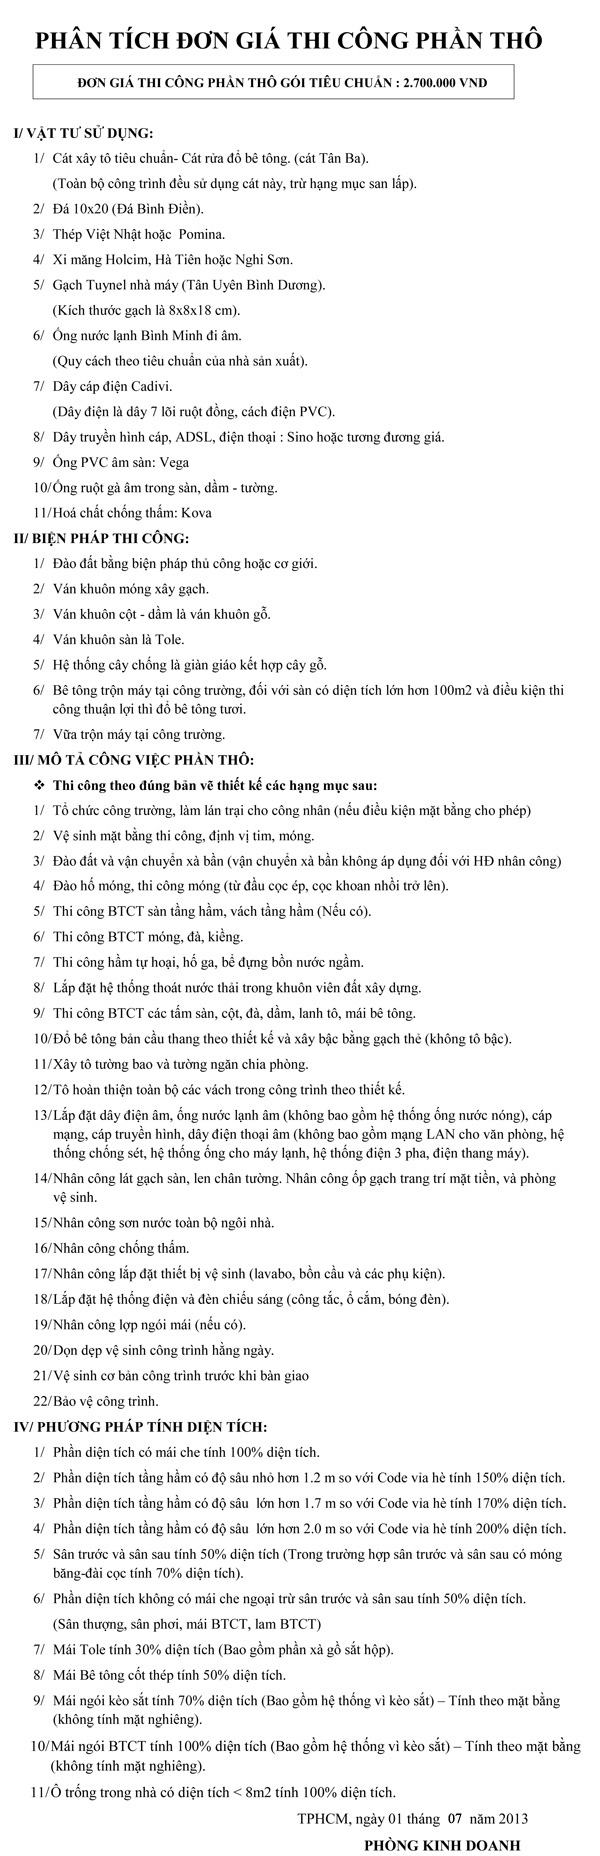 PHÂN TÍCH ĐƠN GIÁ THI CÔNG PHẦN THÔ
ĐƠN GIÁ THI CÔNG PHẦN THÔ GÓI TIÊU CHUẨN : 2.700.000 VND
I/ VẬT TƯ SỬ DỤNG:
1/ Cát xây tô tiêu chuẩn- Cát rửa đổ bê tông. (cát Tân Ba).
(Toàn bộ công trình đều sử dụng cát này, trừ hạng mục san lấp).
2/ Đá 10x20 (Đá Bình Điền).
3/ Thép Việt Nhật hoặc Pomina.
4/ Xi măng Holcim, Hà Tiên hoặc Nghi Sơn.
5/ Gạch Tuynel nhà máy (Tân Uyên Bình Dương).
(Kích thước gạch là 8x8x18 cm).
6/ Ống nước lạnh Bình Minh đi âm.
(Quy cách theo tiêu chuẩn của nhà sản xuất).
7/ Dây cáp điện Cadivi.
(Dây điện là dây 7 lõi ruột đồng, cách điện PVC).
8/ Dây truyền hình cáp, ADSL, điện thoại : Sino hoặc tương đương giá.
9/ Ống PVC âm sàn: Vega
10/Ống ruột gà âm trong sàn, dầm - tường.
11/Hoá chất chống thấm: Kova
II/ BIỆN PHÁP THI CÔNG:
1/ Đào đất bằng biện pháp thủ công hoặc cơ giới.
2/ Ván khuôn móng xây gạch.
3/ Ván khuôn cột - dầm là ván khuôn gỗ.
4/ Ván khuôn sàn là Tole.
5/ Hệ thống cây chống là giàn giáo kết hợp cây gỗ.
6/ Bê tông trộn máy tại công trường, đối với sàn có diện tích lớn hơn 100m2 và điều kiện thi
công thuận lợi thì đổ bê tông tươi.
7/ Vữa trộn máy tại công trường.
III/ MÔ TẢ CÔNG VIỆC PHẦN THÔ:
❖ Thi công theo đúng bản vẽ thiết kế các hạng mục sau:
1/ Tổ chức công trường, làm lán trại cho công nhân (nếu điều kiện mặt bằng cho phép)
2/ Vệ sinh mặt bằng thi công, định vị tim, móng.
3/ Đào đất và vận chuyển xà bần (vận chuyển xà bần không áp dụng đối với HĐ nhân công)
4/ Đào hố móng, thi công móng (từ đầu cọc ép, cọc khoan nhồi trở lên).
5/ Thi công BTCT sàn tầng hầm, vách tầng hầm (Nếu có).
6/ Thi công BTCT móng, đà, kiềng.
7/ Thi công hầm tự hoại, hố ga, bể đựng bồn nước ngầm.
8/ Lắp đặt hệ thống thoát nước thải trong khuôn viên đất xây dựng.
9/ Thi công BTCT các tấm sàn, cột, đà, dầm, lanh tô, mái bê tông.
10/Đổ bê tông bản cầu thang theo thiết kế và xây bậc bằng gạch thẻ (không tô bậc).
11/Xây tô tường bao và tường ngăn chia phòng.
12/Tô hoàn thiện toàn bộ các vách trong công trình theo thiết kế.
13/Lắp đặt dây điện âm, ống nước lạnh âm (không bao gồm hệ thống ống nước nóng), cáp
mạng, cáp truyền hình, dây điện thoại âm (không bao gồm mạng LAN cho văn phòng, hệ
thống chống sét, hệ thống ống cho máy lạnh, hệ thống điện 3 pha, điện thang máy).
14/Nhân công lát gạch sàn, len chân tường. Nhân công ốp gạch trang trí mặt tiền, và phòng
vệ sinh.
15/Nhân công sơn nước toàn bộ ngôi nhà.
16/Nhân công chống thấm.
17/Nhân công lắp đặt thiết bị vệ sinh (lavabo, bồn cầu và các phụ kiện).
18/Lắp đặt hệ thống điện và đèn chiếu sáng (công tắc, ổ cắm, bóng đèn).
19/Nhân công lợp ngói mái (nếu có).
20/Dọn dẹp vệ sinh công trình hằng ngày.
21/Vệ sinh cơ bản công trình trước khi bàn giao
22/Bảo vệ công trình.
IV/ PHƯƠNG PHÁP TÍNH DIỆN TÍCH:
1/ Phần diện tích có mái che tính 100% diện tích.
2/ Phần diện tích tầng hầm có độ sâu nhỏ hơn 1.2 m so với Code vỉa hè tính 150% diện tích.
3/ Phần diện tích tầng hầm có độ sâu lớn hơn 1.7 m so với Code vỉa hè tính 170% diện tích.
4/ Phần diện tích tầng hầm có độ sâu lớn hơn 2.0 m so với Code vỉa hè tính 200% diện tích.
5/ Sân trước và sân sau tính 50% diện tích (Trong trường hợp sân trước và sân sau có móng
băng-đài cọc tính 70% diện tích).
6/ Phần diện tích không có mái che ngoại trừ sân trước và sân sau tính 50% diện tích.
(Sân thượng, sân phơi, mái BTCT, lam BTCT)
7/ Mái Tole tính 30% diện tích (Bao gồm phần xà gồ sắt hộp).
8/ Mái Bê tông cốt thép tính 50% diện tích.
9/ Mái ngói kèo sắt tính 70% diện tích (Bao gồm hệ thống vì kèo sắt) – Tính theo mặt bằng
(không tính mặt nghiêng).
10/Mái ngói BTCT tính 100% diện tích (Bao gồm hệ thống vì kèo sắt) – Tính theo mặt bằng
(không tính mặt nghiêng).
11/Ô trống trong nhà có diện tích < 8m2 tính 100% diện tích.
TPHCM, ngày 01 tháng 07 năm 2013
PHÒNG KINH DOANH